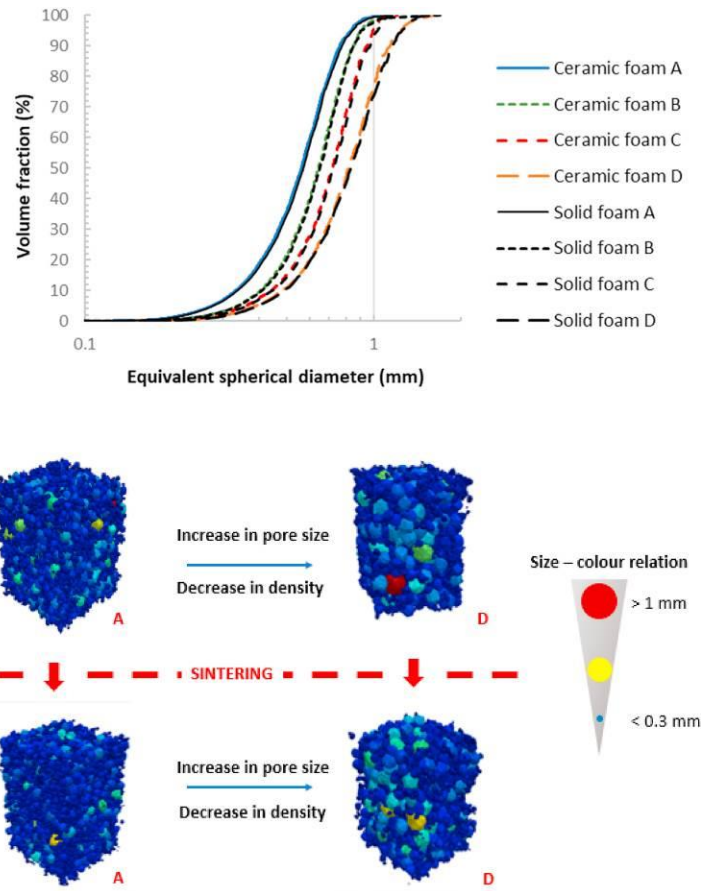 100
90
80
70
60
50
40
30
20
10
0
Volume fraction (%)
0.1
1
Equivalent spherical diameter (mm)
Ceramic foam A
Ceramic foam B
Ceramic foam C
Ceramic foam D
Solid foam A
Solid foam B
Solid foam C
Solid foam D
Increase in pore size
Decrease in density
A
D
Size – colour relation
> 1 mm
< 0.3 mm
SINTERING
Increase in pore size
Decrease in density
A
D